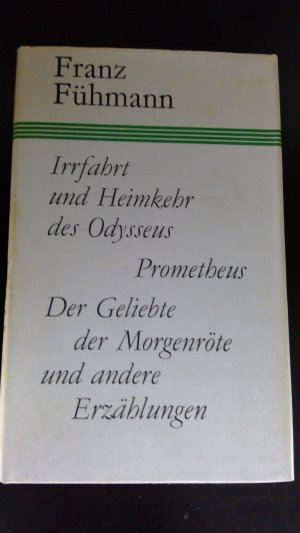 Franz
Fühmann
Irrfahrt
und Heimkehr
des Odysseus
Prometheus
Der Geliebte
der Morgenröte
und andere
Erzählungen